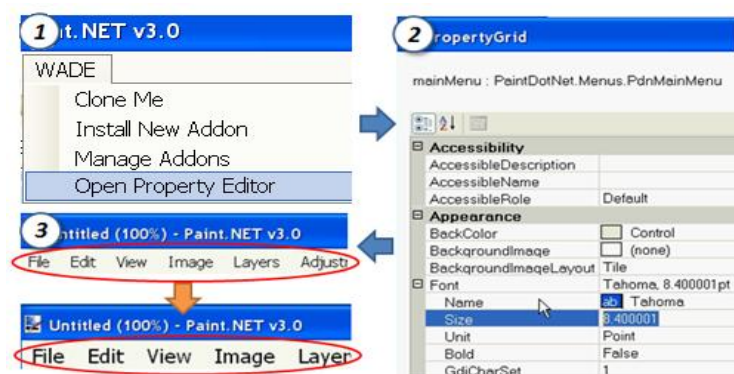 1
t.NET v3.0
WADE
Clone Me
Install New Addon
Manage Addons
Open Property Editor
2
ropertyGrid
mainMenu : PaintDotNet.Menus.PdnMainMenu
Accessibility
AccessibleDescription
AccessibleName
AccessibleRole Default
Appearance
BackColor Control
BackgroundImage (none)
BackgroundImageLayout Tile
Font Tahoma, 8.400001pt
Name ab Tahoma
Size 8.400001
Unit Point
Bold False
GdiCharSet 1
3
ntitled (100%) - Paint.NET v3.0
File Edit View Image Layers Adjust
Untitled (100%) - Paint.NET v3.0
File Edit View Image Layer